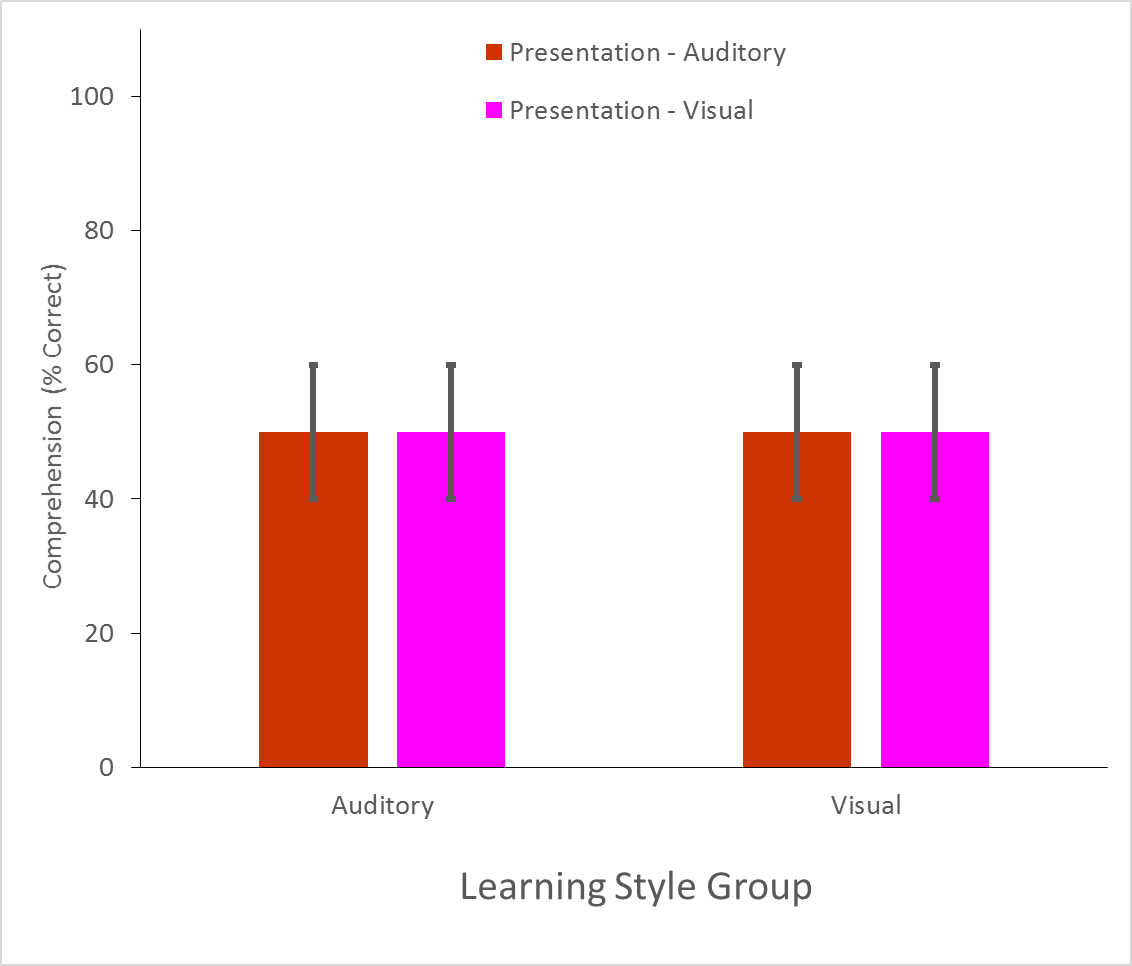 Presentation - Auditory
Presentation - Visual
100
80
60
40
20
0
Comprehension (% Correct)
Auditory Visual
Learning Style Group